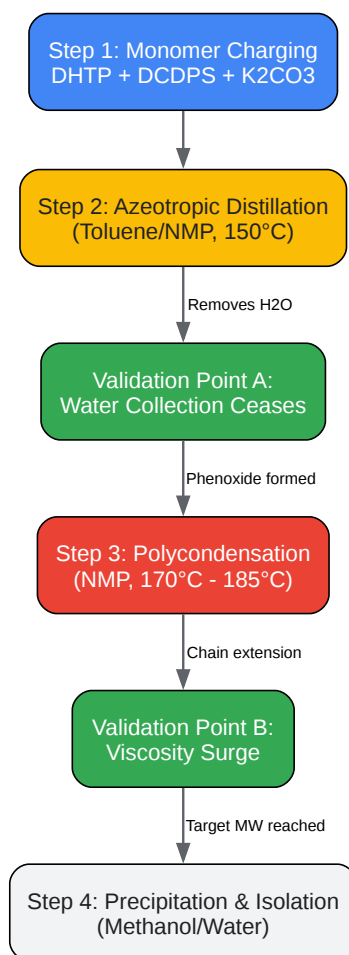 Step 1: Monomer Charging
DHTP + DCDPS + K2CO3
Step 2: Azeotropic Distillation
(Toluene/NMP, 150°C)
Removes H2O
Validation Point A:
Water Collection Ceases
Phenoxide formed
Step 3: Polycondensation
(NMP, 170°C - 185°C)
Chain extension
Validation Point B:
Viscosity Surge
Target MW reached
Step 4: Precipitation & Isolation
(Methanol/Water)